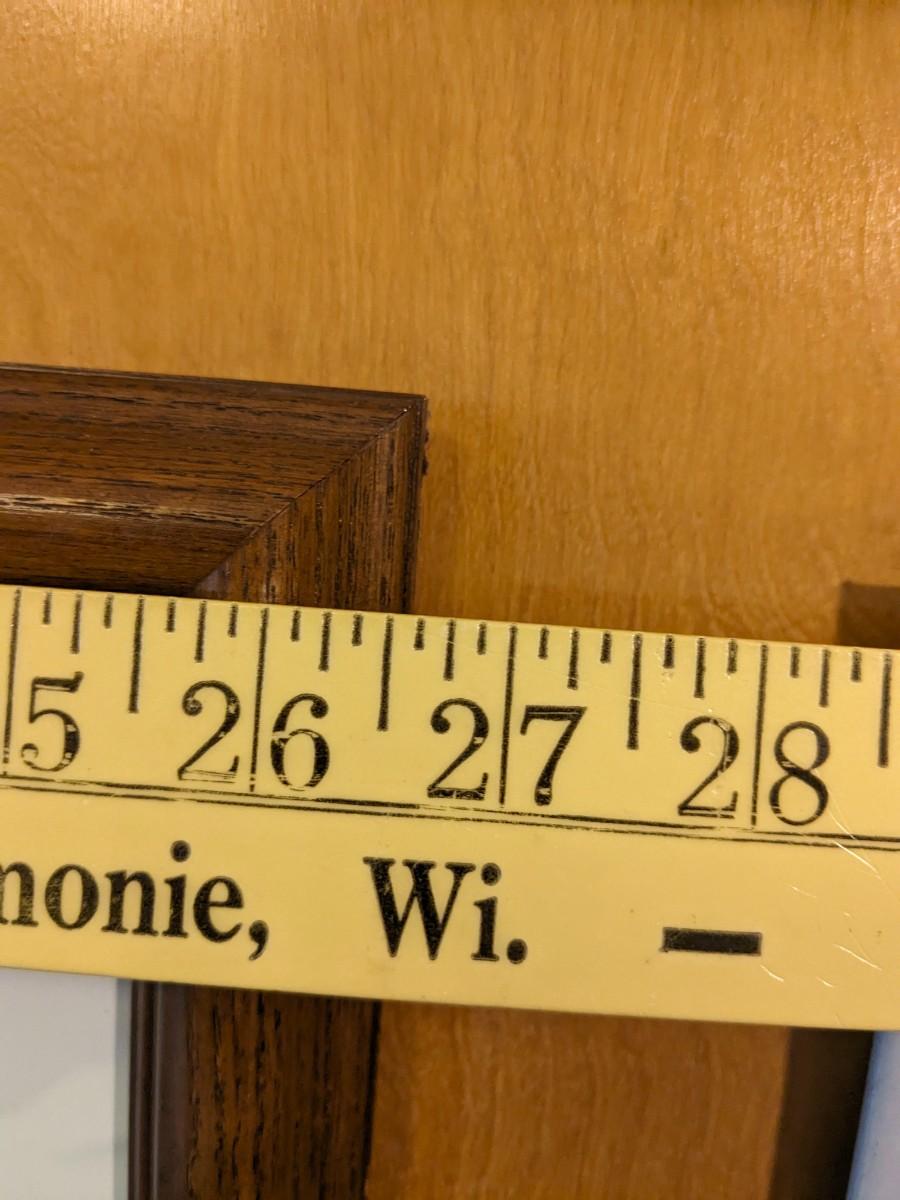 5 26 27 28
monie, Wi. –